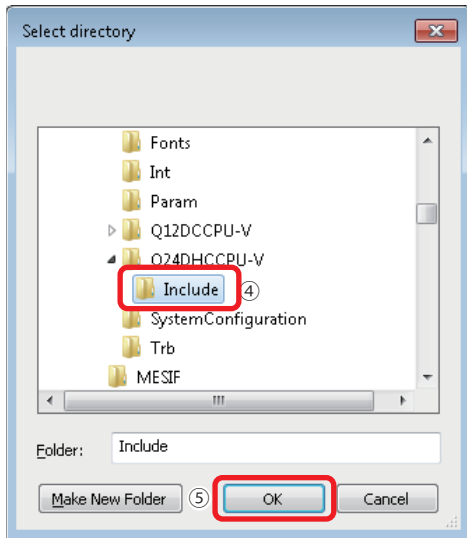 Select directory
Fonts
Int
Param
Q12DCCPU-V
Q24DHCCPU-V
Include ④
SystemConfiguration
Trb
MESIF
Folder: Include
Make New Folder ⑤ OK Cancel